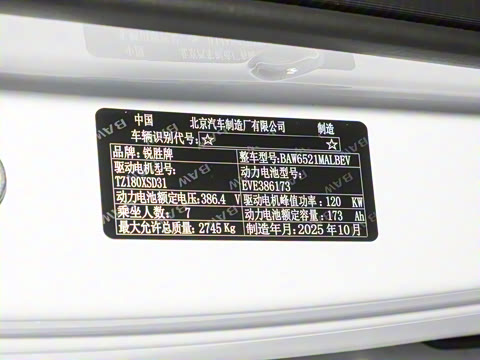 中国 北京汽车制造厂有限公司 制造
车辆识别代号:☆ ☆
品牌:锐胜牌 整车型号:BAW6521MALBEV
驱动电机型号: 动力电池型号:
TZ180XSD31 EVE386173
动力电池额定电压:386.4 V 驱动电机峰值功率:120 KW
乘坐人数: 7 动力电池额定容量:173 Ah
最大允许总质量: 2745 Kg 制造年月:2025年10月